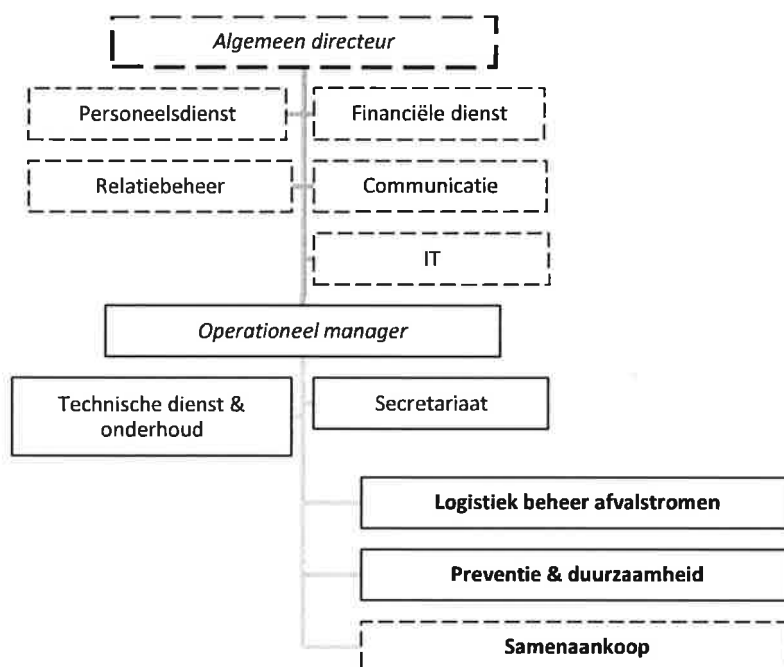 Algemeen directeur
Personeelsdienst
Financiële dienst
Relatiebeheer
Communicatie
IT
Operationeel manager
Technische dienst &
onderhoud
Secretariaat
Logistiek beheer afvalstromen
Preventie & duurzaamheid
Samenaankoop